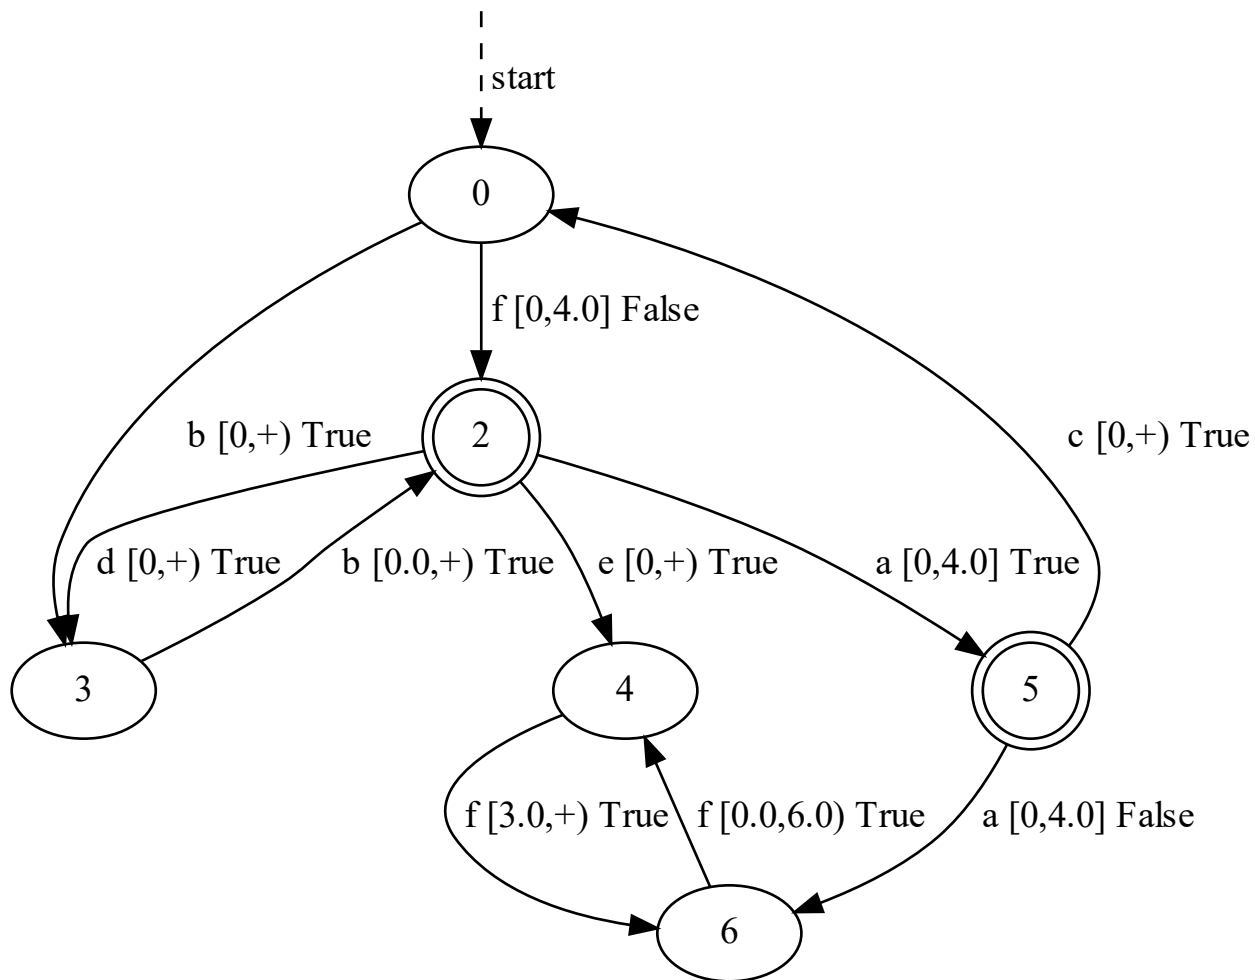 start
0
f [0,4.0] False
b [0,+) True
2
c [0,+) True
d [0,+) True
b [0.0,+) True
e [0,+) True
a [0,4.0] True
3
4
5
f [3.0,+) True
f [0.0,6.0) True
a [0,4.0] False
6